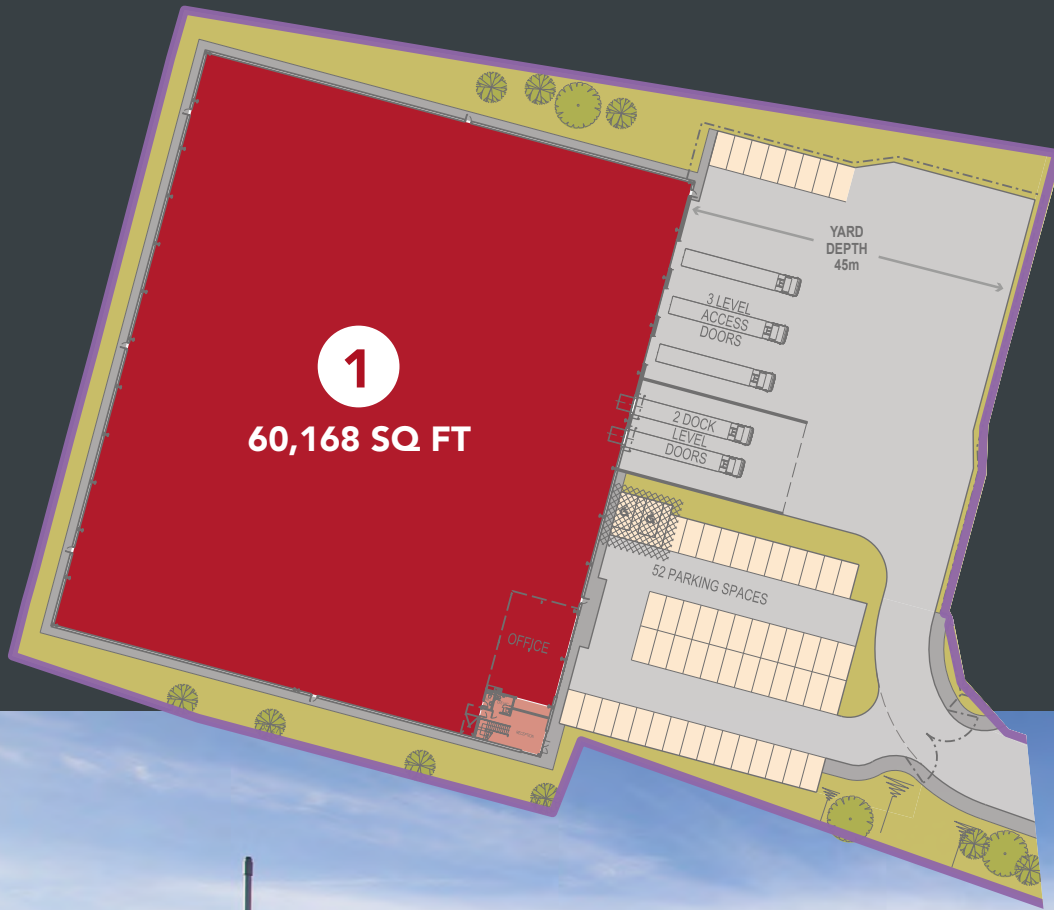 YARD
DEPTH
45m
3 LEVEL
ACCESS
DOORS
1
60,168 SQ FT
2 DOCK
LEVEL
DOORS
52 PARKING SPACES
OFFICE